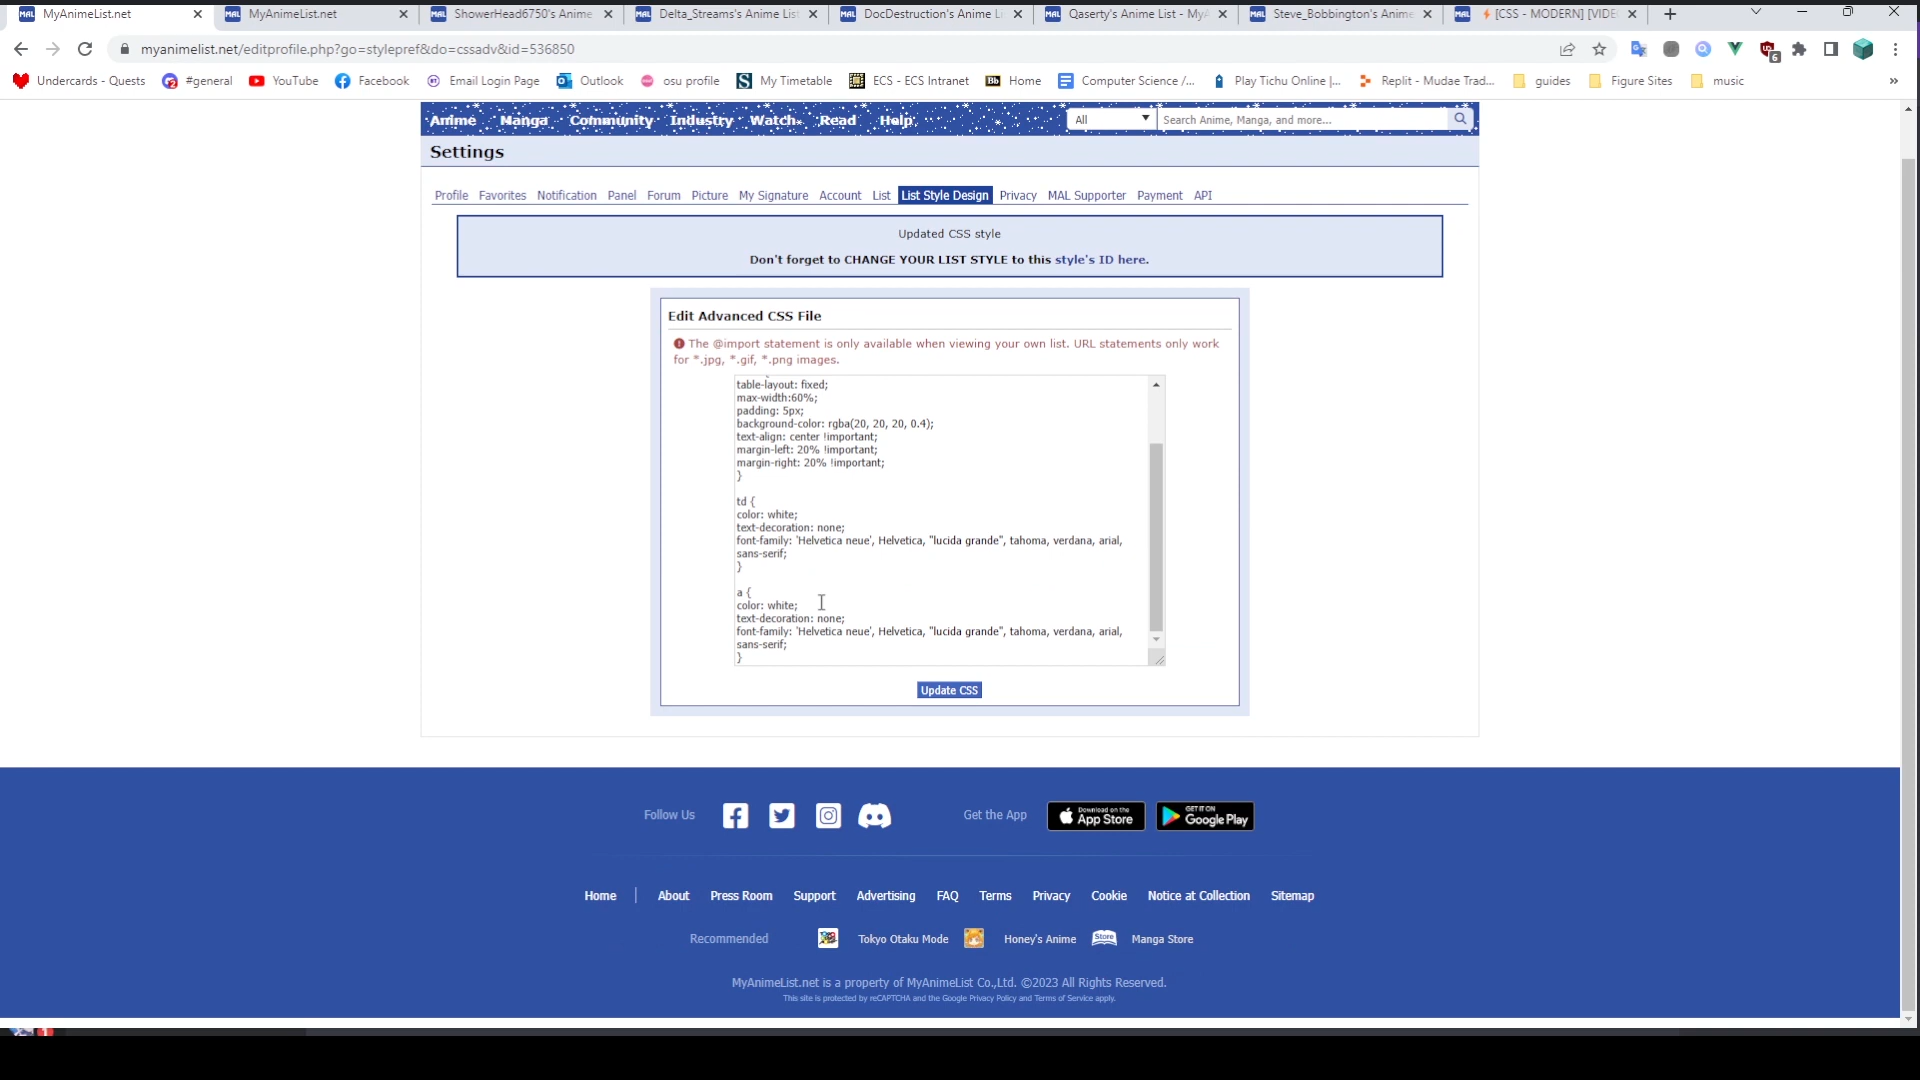 MyAnimeList.net
MyAnimeList.net
ShowerHead6750's Anime
Delta_Streams's Anime List
DocDestruction's Anime L
Qaserty's Anime List - MyA
Steve_Bobbington's Anime
[CSS - MODERN] [VIDE
myanimelist.net/editprofile.php?go=stylepref&do=cssadv&id=536850
6
Undercards - Quests
#general
YouTube
Facebook
Email Login Page
Outlook
osu profile
My Timetable
ECS - ECS Intranet
Home
Computer Science /...
Play Tichu Online |...
Replit - Mudae Trad...
guides
Figure Sites
music
Anime Manga Community Industry Watch Read Help
All
Search Anime, Manga, and more...
Settings
Profile Favorites Notification Panel Forum Picture My Signature Account List List Style Design Privacy MAL Supporter Payment API
Updated CSS style
Don't forget to CHANGE YOUR LIST STYLE to this style's ID here.
Edit Advanced CSS File
The @import statement is only available when viewing your own list. URL statements only work
for *.jpg, *.gif, *.png images.
table-layout: fixed;
max-width:60%;
padding: 5px;
background-color: rgba(20, 20, 20, 0.4);
text-align: center !important;
margin-left: 20% !important;
margin-right: 20% !important;
}
td {
color: white;
text-decoration: none;
font-family: 'Helvetica neue', Helvetica, "lucida grande", tahoma, verdana, arial,
sans-serif;
}
a {
color: white;
text-decoration: none;
font-family: 'Helvetica neue', Helvetica, "lucida grande", tahoma, verdana, arial,
sans-serif;
}
Update CSS
Follow Us
Get the App
Download on the
App Store
GET IT ON
Google Play
Home | About Press Room Support Advertising FAQ Terms Privacy Cookie Notice at Collection Sitemap
Recommended
Tokyo Otaku Mode
Honey's Anime
Store
Manga Store
MyAnimeList.net is a property of MyAnimeList Co.,Ltd. ©2023 All Rights Reserved.
This site is protected by reCAPTCHA and the Google Privacy Policy and Terms of Service apply.
1